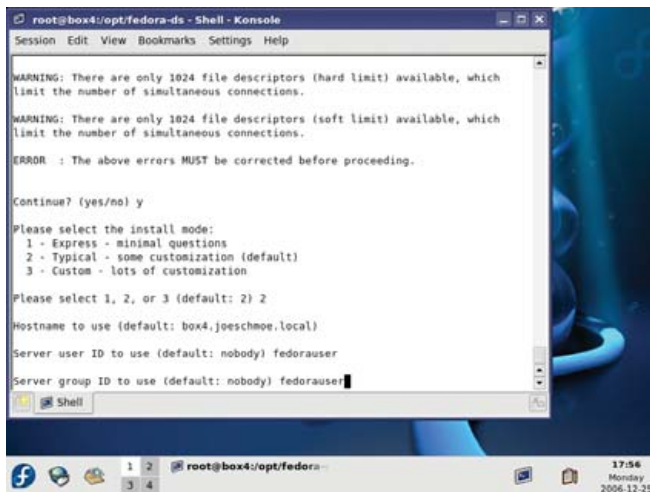 root@box4:/opt/fedora-ds - Shell - Konsole
Session Edit View Bookmarks Settings Help
WARNING: There are only 1024 file descriptors (hard limit) available, which
limit the number of simultaneous connections.
WARNING: There are only 1024 file descriptors (soft limit) available, which
limit the number of simultaneous connections.
ERROR : The above errors MUST be corrected before proceeding.
Continue? (yes/no) y
Please select the install mode:
1 - Express - minimal questions
2 - Typical - some customization (default)
3 - Custom - lots of customization
Please select 1, 2, or 3 (default: 2) 2
Hostname to use (default: box4.joeschmoe.local)
Server user ID to use (default: nobody) fedorauser
Server group ID to use (default: nobody) fedorauser
Shell
1 2
3 4
root@box4:/opt/fedora-
17:56
Monday
2006-12-25